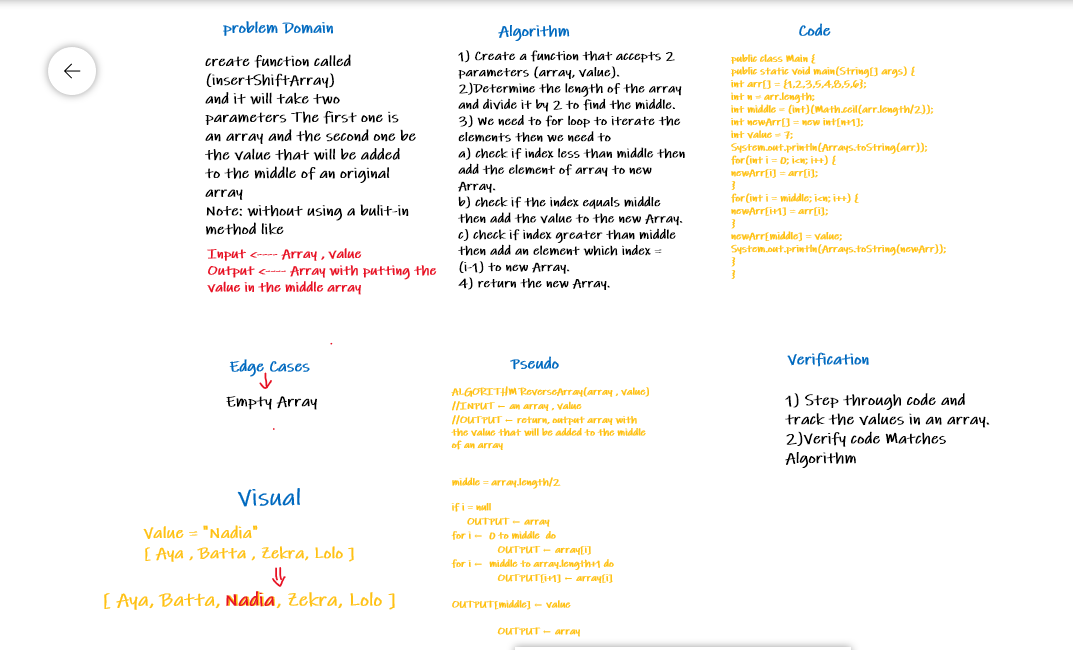 problem Domain
create function called
(insertShiftArray)
and it will take two
parameters The first one is
an array and the second one be
the value that will be added
to the middle of an original
array
Note: without using a bulit-in
method like
Input <---- Array , value
Output <---- Array with putting the
value in the middle array
Edge Cases
Empty Array
Visual
Value = "Nadia"
[ Aya , Batta , Zekra, Lolo ]
[ Aya, Batta, Nadia, Zekra, Lolo ]
Algorithm
1) Create a function that accepts 2
parameters (array, value).
2)Determine the length of the array
and divide it by 2 to find the middle.
3) We need to for loop to iterate the
elements then we need to
a) check if index less than middle then
add the element of array to new
Array.
b) check if the index equals middle
then add the value to the new Array.
c) check if index greater than middle
then add an element which index =
(i-1) to new Array.
4) return the new Array.
Pseudo
ALGORITHM ReverseArray(array , value)
//INPUT ← an array , value
//OUTPUT ← return, output array with
the value that will be added to the middle
of an array
middle = array.length/2
if i = null
OUTPUT ← array
for i ← 0 to middle do
OUTPUT ← array[i]
for i ← middle to array.length+1 do
OUTPUT[i+1] ← array[i]
OUTPUT[middle] ← value
OUTPUT ← array
Code
public class Main {
public static void main(String[] args) {
int arr[] = {1,2,3,5,4,8,5,6};
int n = arr.length;
int middle = (int)(Math.ceil(arr.length/2));
int newArr[] = new int[n+1];
int value = 7;
System.out.println(Arrays.toString(arr));
for(int i = 0; i<n; i++) {
newArr[i] = arr[i];
}
for(int i = middle; i<n; i++) {
newArr[i+1] = arr[i];
}
newArr[middle] = value;
System.out.println(Arrays.toString(newArr));
}
}
Verification
1) Step through code and
track the values in an array.
2)Verify code Matches
Algorithm